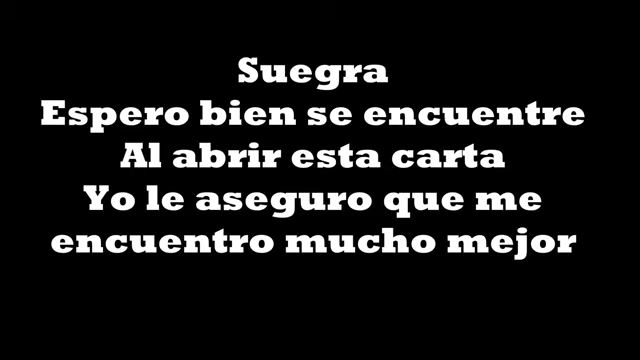 Suegra
Espero bien se encuentre
Al abrir esta carta
Yo le aseguro que me
encuentro mucho mejor